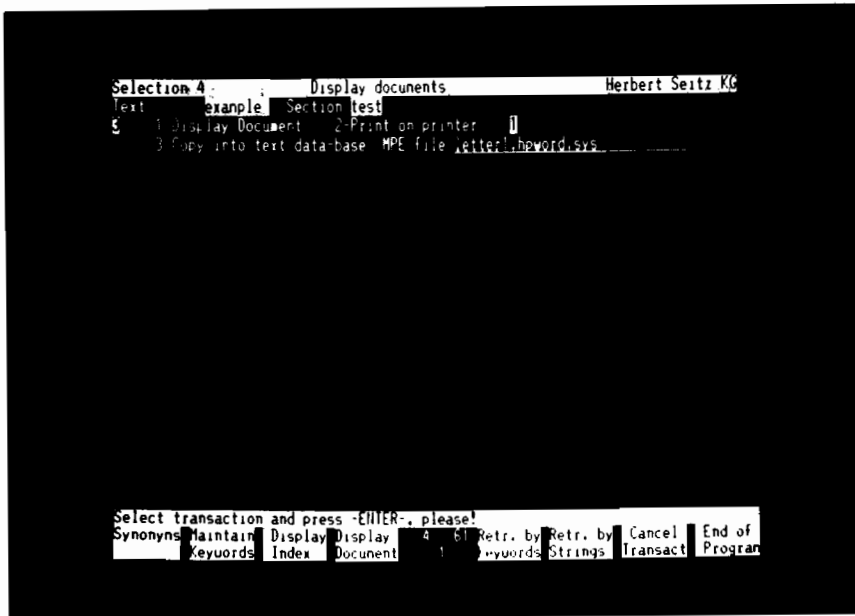 Selection 4 Display documents Herbert Seitz KG
Text example Section test
1 Display Document 2-Print on printer 1
3 Copy into text data-base MPE file letter1.hpword.sys
Select transaction and press -ENTER-, please!
Synonyms Maintain Display Display 4 61 Retr. by Retr. by Cancel End of
Keywords Index Document 1 Keywords Strings Transact Program